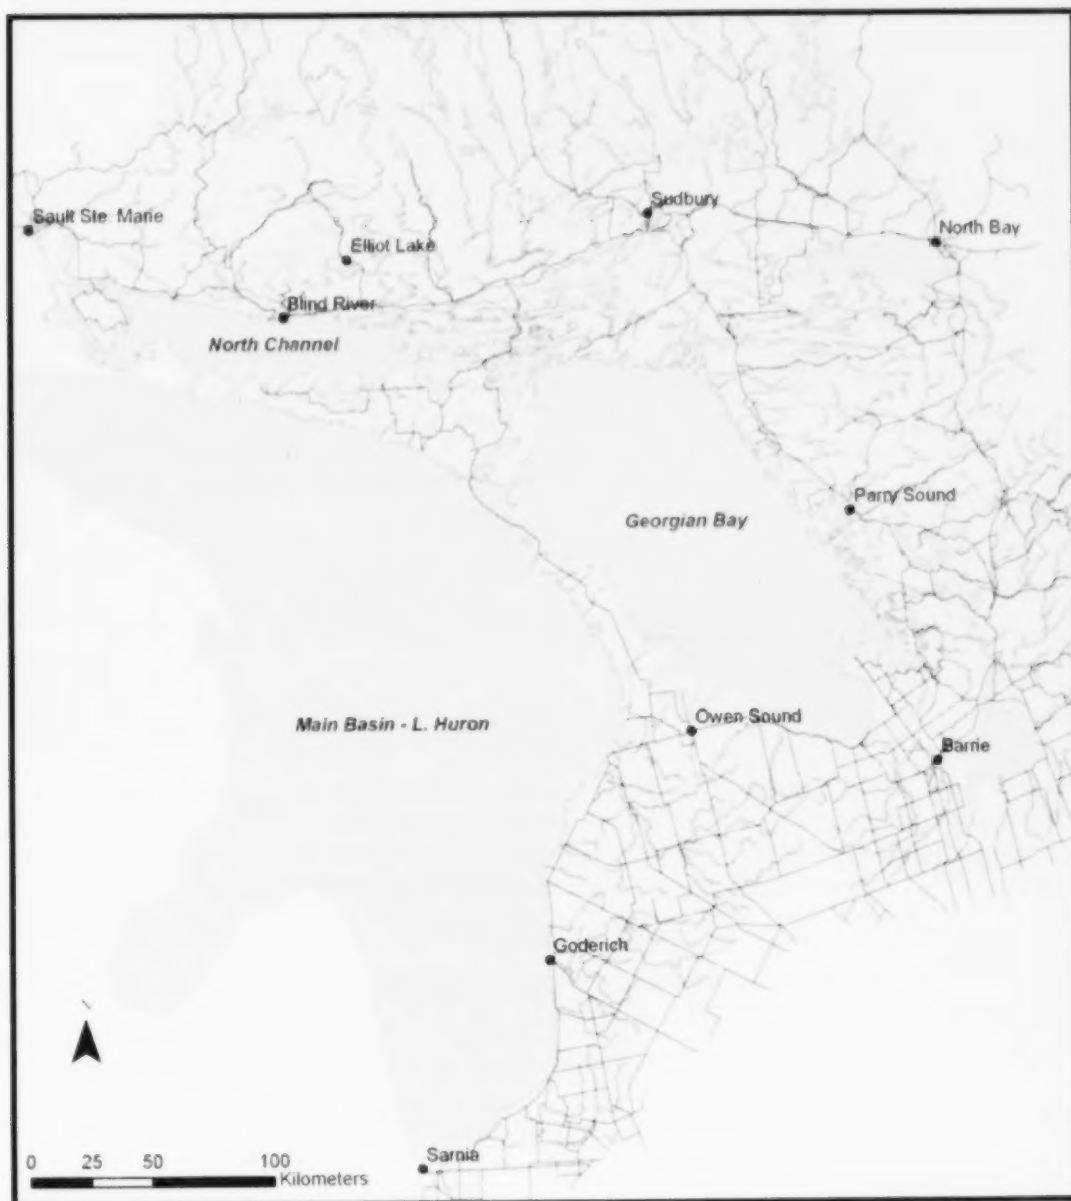 Sudbury
Sault Ste. Marie
North Bay
Elliot Lake
Blind River
North Channel
Parry Sound
Georgian Bay
Owen Sound
Main Basin - L. Huron
Barrie
Goderich
Sarnia
0 25 50 100
Kilometers